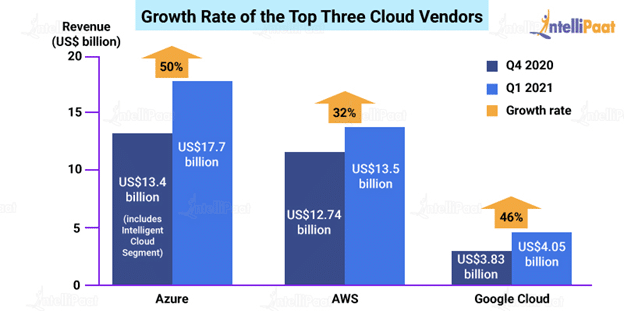 Growth Rate of the Top Three Cloud Vendors
IntelliPaat
Revenue
(US$ billion)
20
15
10
5
0
50%
US$13.4
billion
(includes
Intelligent
Cloud
Segment)
US$17.7
billion
Azure
32%
US$12.74
billion
US$13.5
billion
AWS
46%
US$3.83
billion
US$4.05
billion
Google Cloud
Q4 2020
Q1 2021
Growth rate